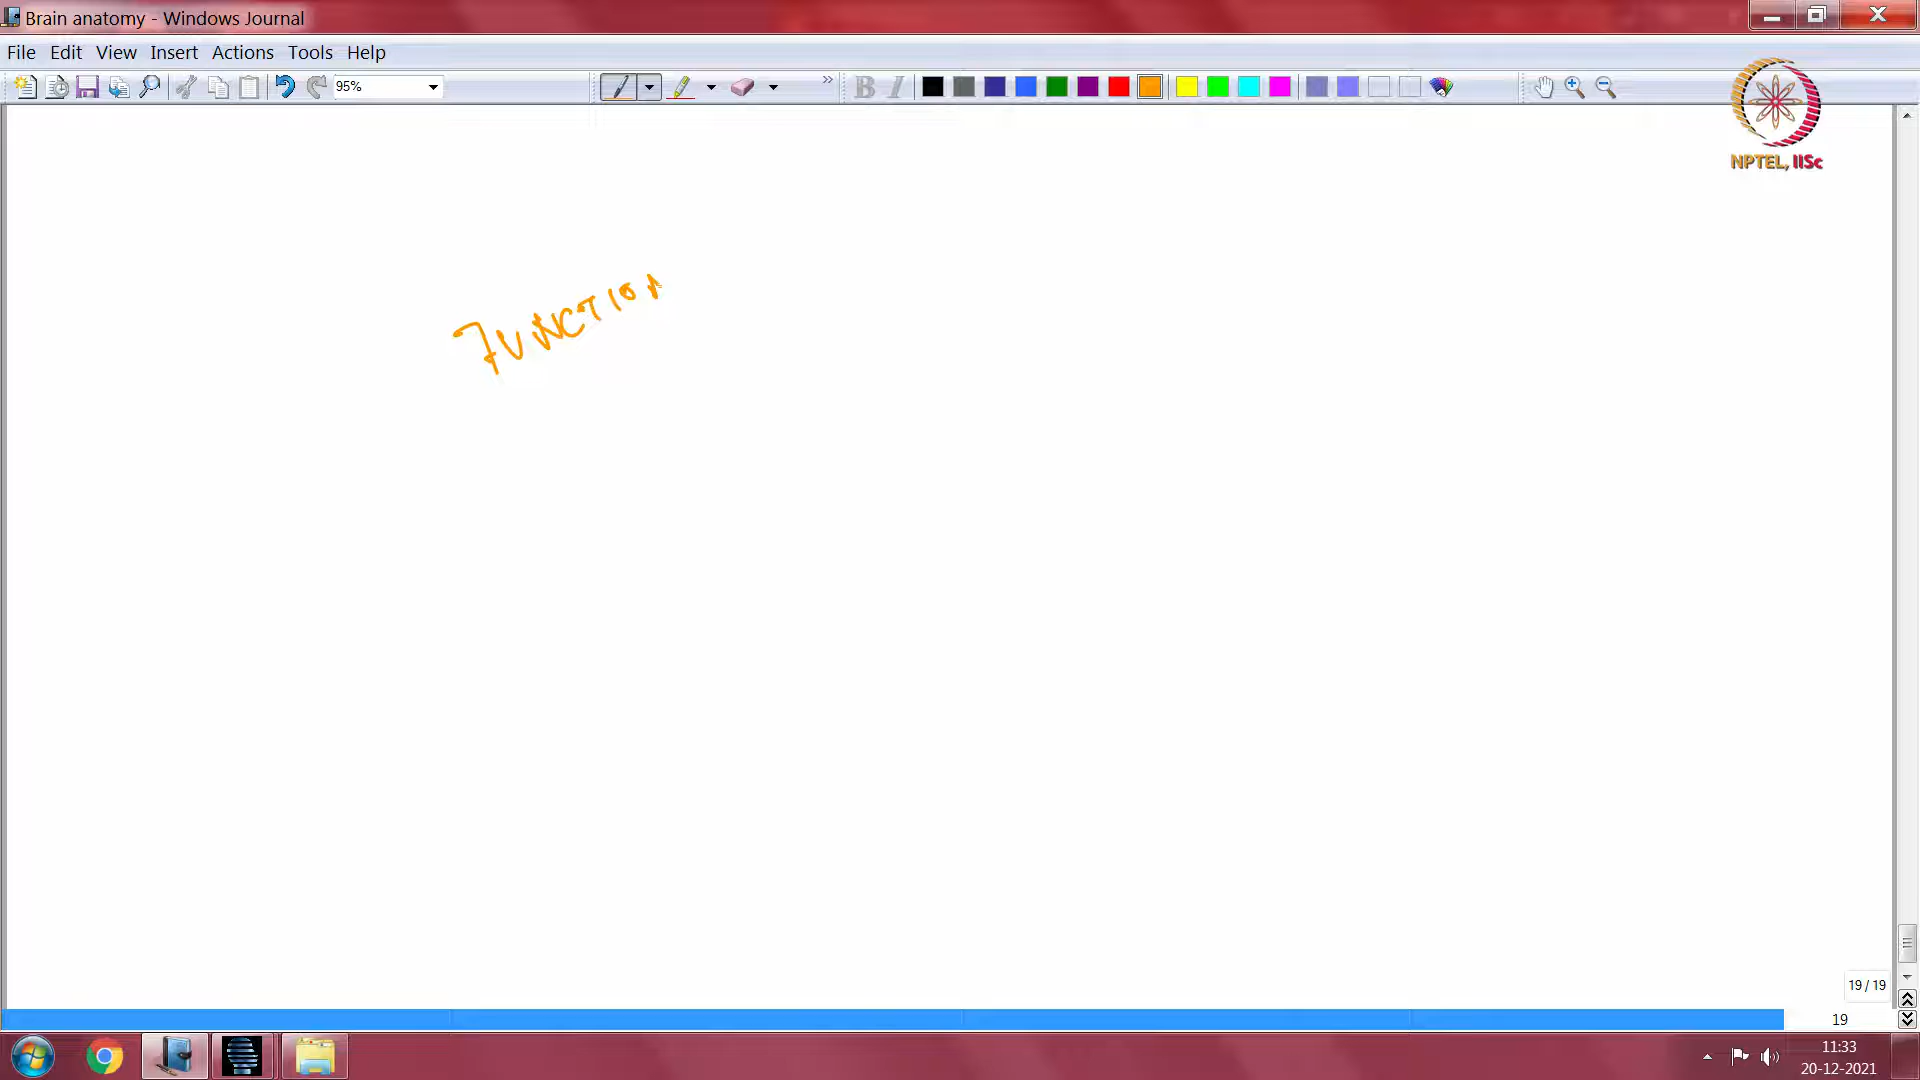 Brain anatomy - Windows Journal
File Edit View Insert Actions Tools Help
95%
B I
NPTEL, IISc
FUNCTION
19 / 19
19
11:33
20-12-2021